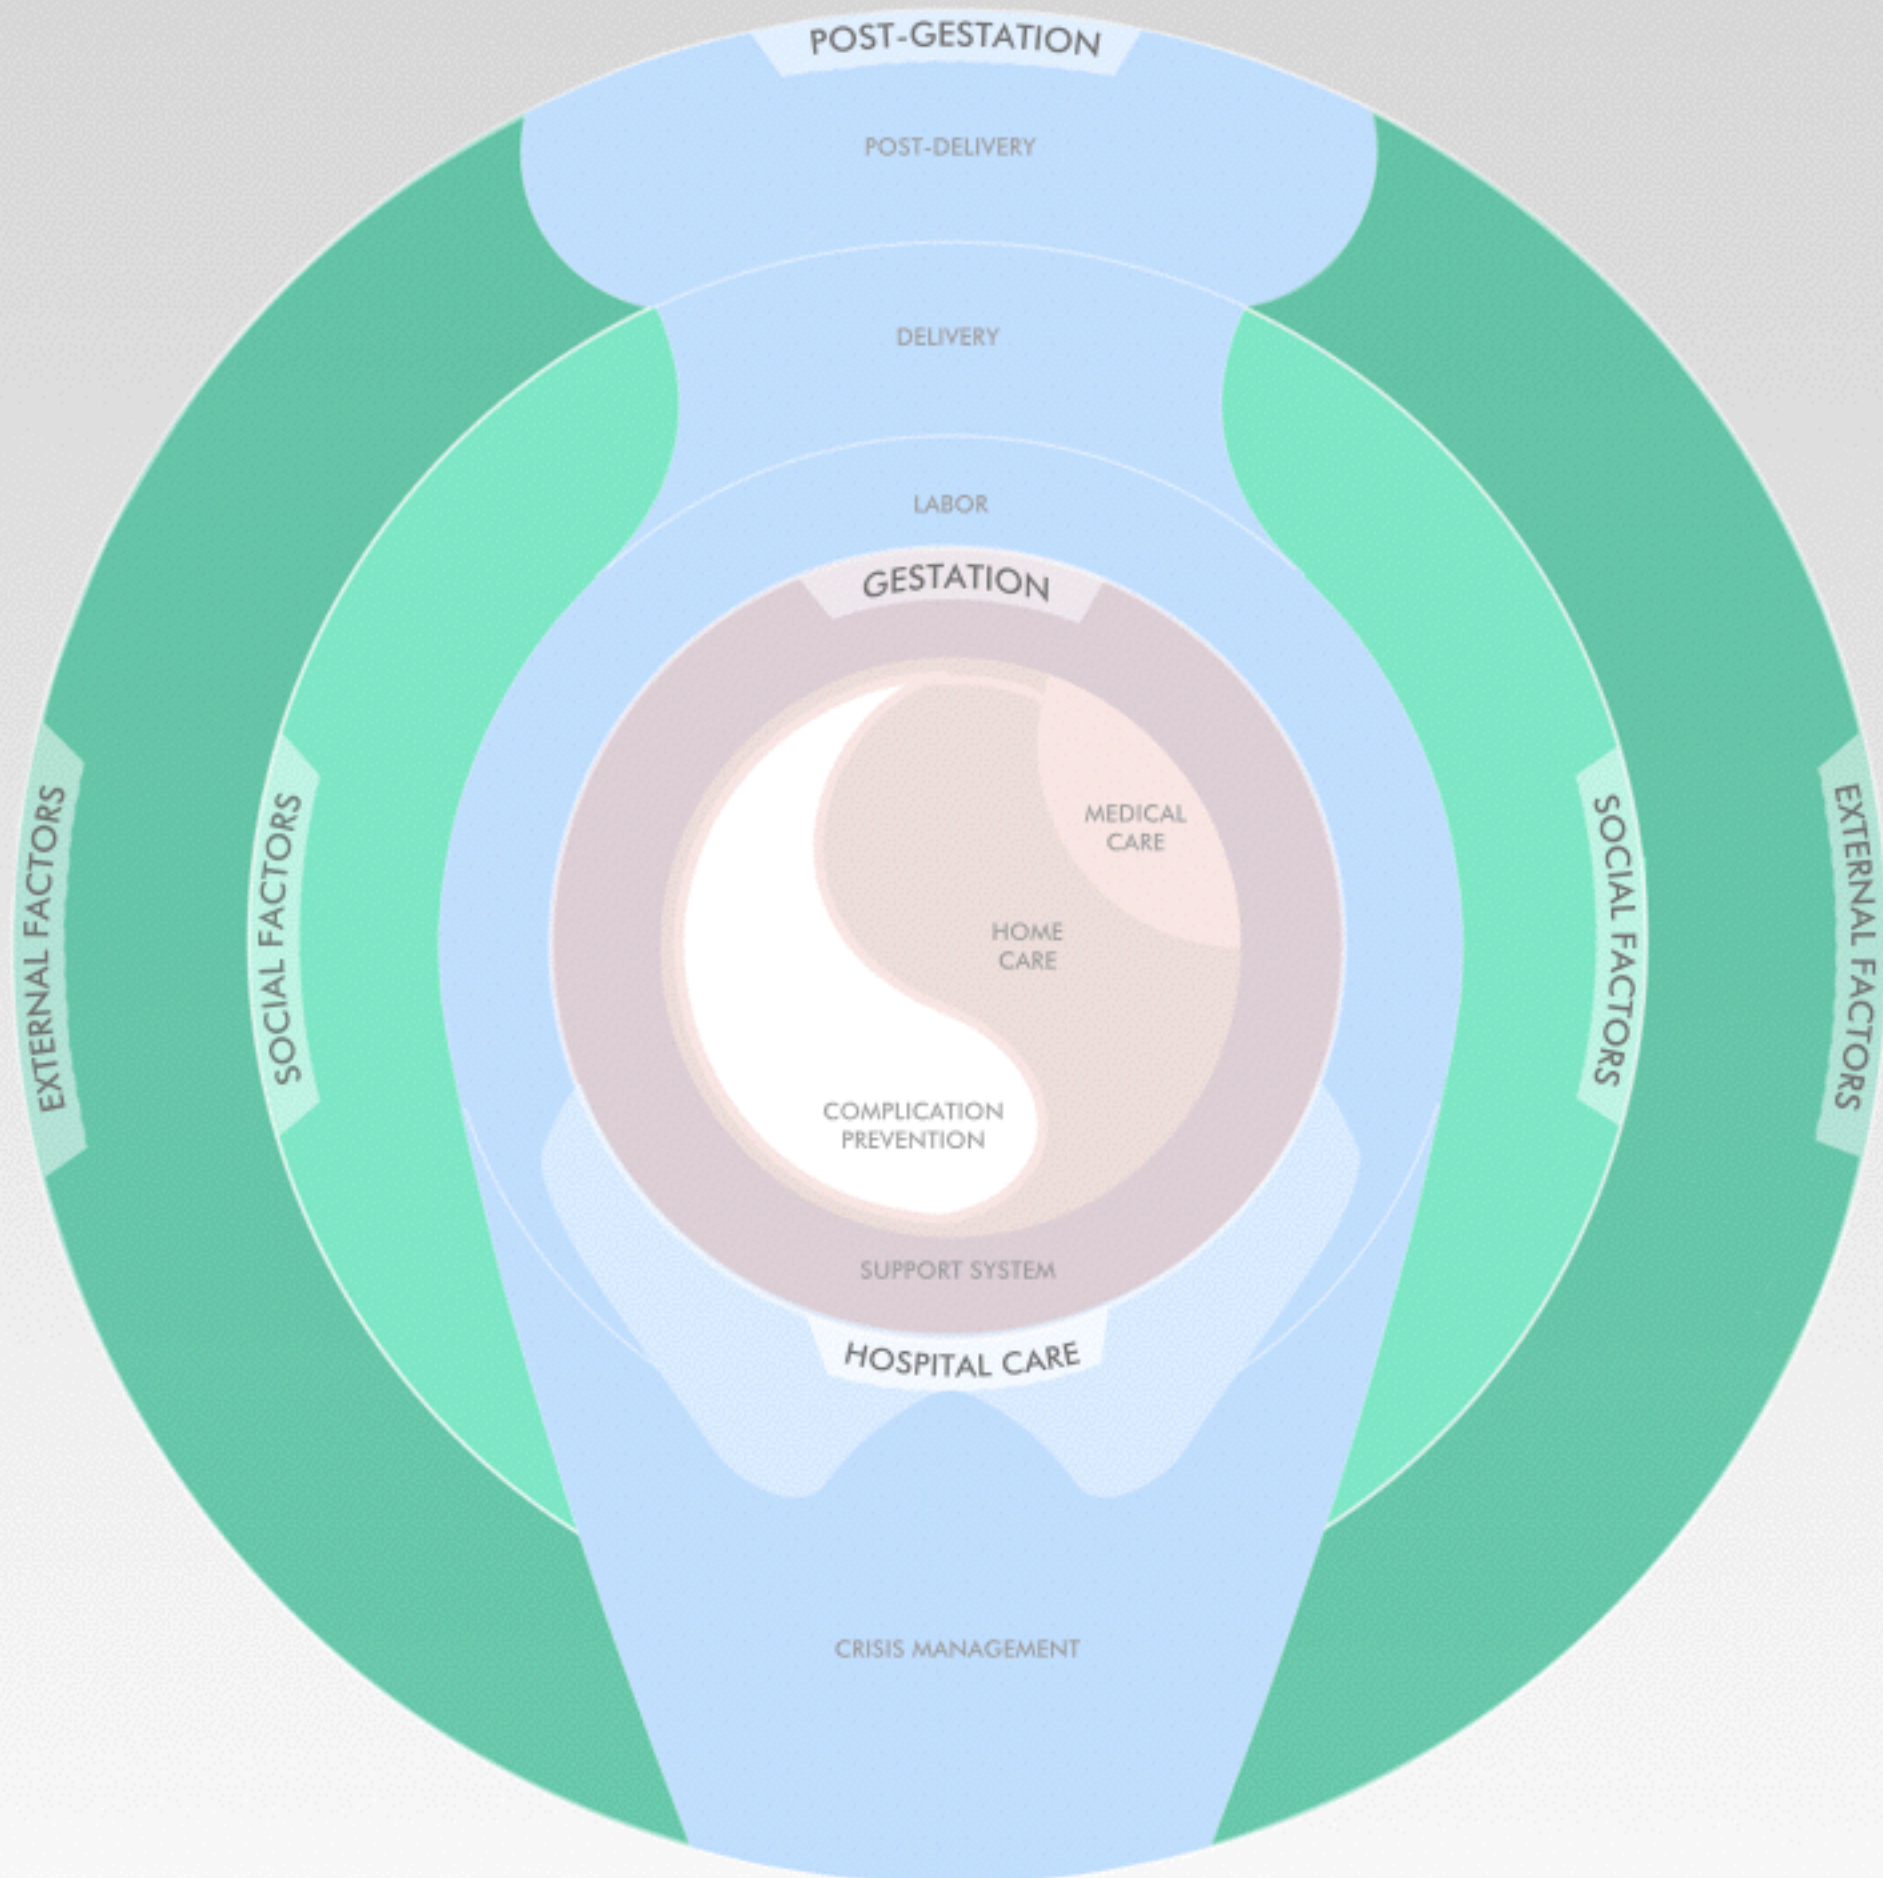 POST-GESTATION
POST-DELIVERY
DELIVERY
LABOR
GESTATION
MEDICAL
CARE
HOME
CARE
COMPLICATION
PREVENTION
SUPPORT SYSTEM
HOSPITAL CARE
CRISIS MANAGEMENT
EXTERNAL FACTORS
SOCIAL FACTORS
SOCIAL FACTORS
EXTERNAL FACTORS